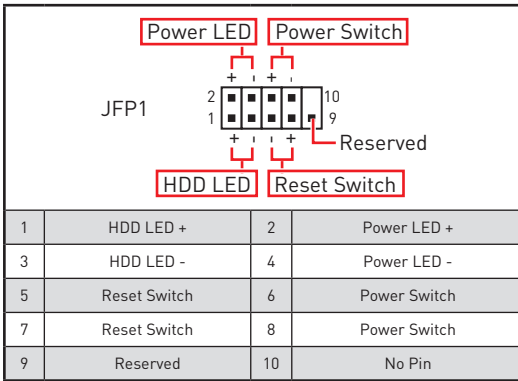 Power LED Power Switch
+ - + -
2 10
JFP1
1 9
+ - - +
Reserved
HDD LED Reset Switch
1 HDD LED + 2 Power LED +
3 HDD LED - 4 Power LED -
5 Reset Switch 6 Power Switch
7 Reset Switch 8 Power Switch
9 Reserved 10 No Pin